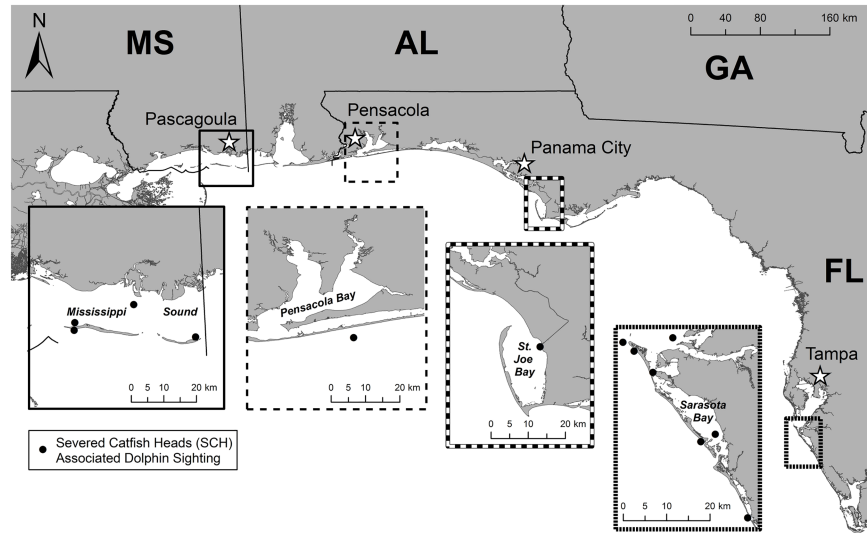 N
MS
AL
GA
FL
0 40 80 160 km
Pascagoula
Pensacola
Panama City
Tampa
Mississippi Sound
0 5 10 20 km
Pensacola Bay
0 5 10 20 km
St.
Joe
Bay
0 5 10 20 km
Sarasota
Bay
0 5 10 20 km
Severed Catfish Heads (SCH)
Associated Dolphin Sighting